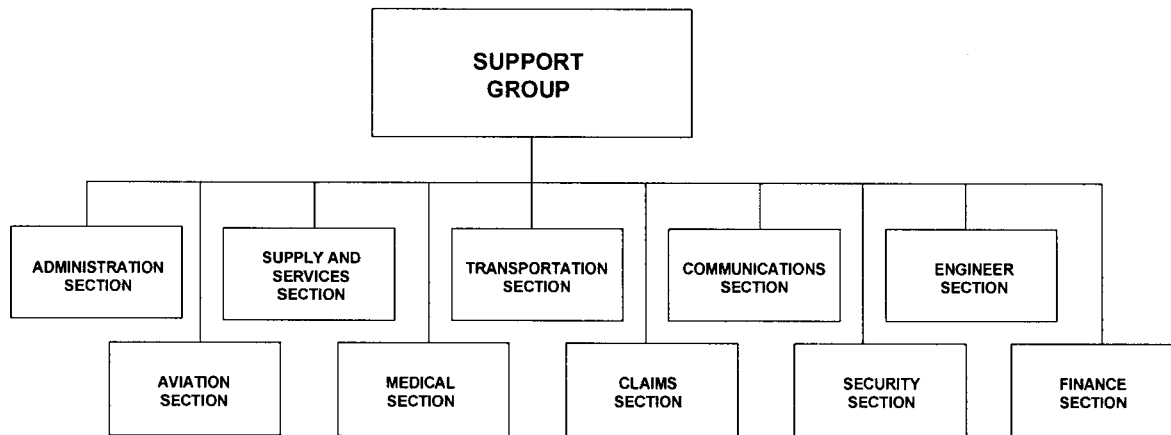 SUPPORT
GROUP
ADMINISTRATION
SECTION
SUPPLY AND
SERVICES
SECTION
TRANSPORTATION
SECTION
COMMUNICATIONS
SECTION
ENGINEER
SECTION
AVIATION
SECTION
MEDICAL
SECTION
CLAIMS
SECTION
SECURITY
SECTION
FINANCE
SECTION